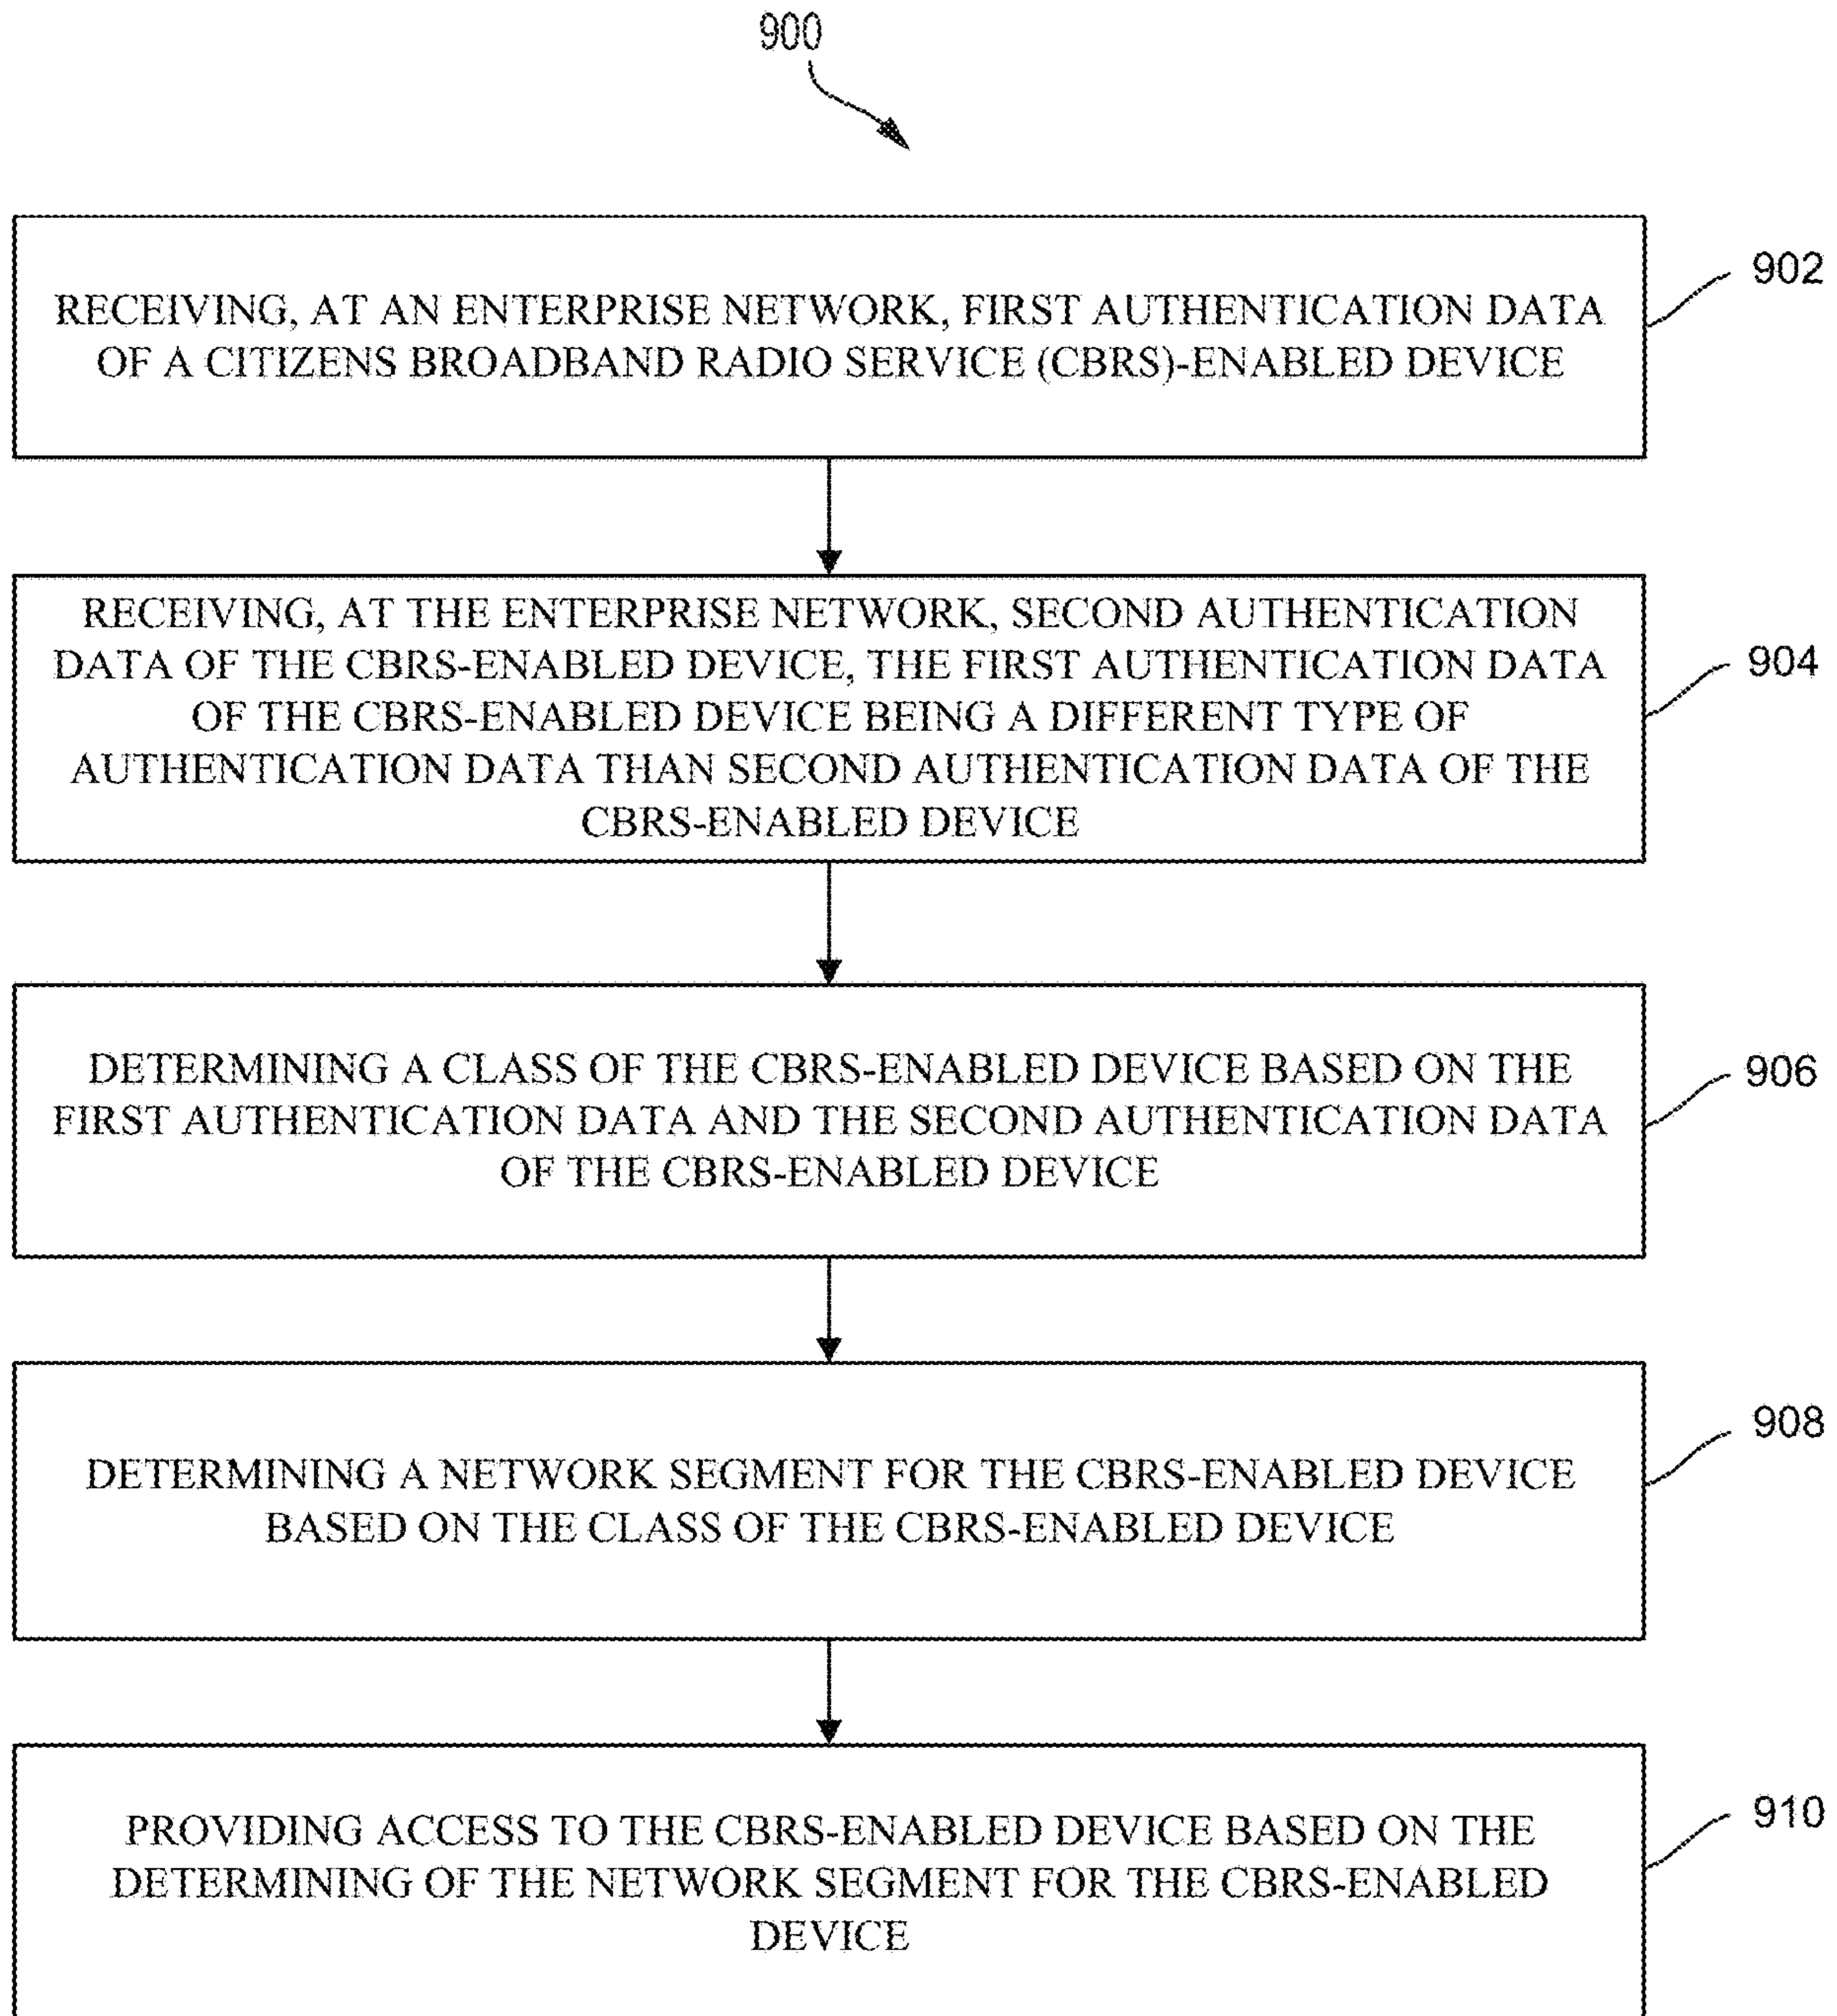 900
RECEIVING, AT AN ENTERPRISE NETWORK, FIRST AUTHENTICATION DATA
OF A CITIZENS BROADBAND RADIO SERVICE (CBRS)-ENABLED DEVICE
902
RECEIVING, AT THE ENTERPRISE NETWORK, SECOND AUTHENTICATION
DATA OF THE CBRS-ENABLED DEVICE, THE FIRST AUTHENTICATION DATA
OF THE CBRS-ENABLED DEVICE BEING A DIFFERENT TYPE OF
AUTHENTICATION DATA THAN SECOND AUTHENTICATION DATA OF THE
CBRS-ENABLED DEVICE
904
DETERMINING A CLASS OF THE CBRS-ENABLED DEVICE BASED ON THE
FIRST AUTHENTICATION DATA AND THE SECOND AUTHENTICATION DATA
OF THE CBRS-ENABLED DEVICE
906
DETERMINING A NETWORK SEGMENT FOR THE CBRS-ENABLED DEVICE
BASED ON THE CLASS OF THE CBRS-ENABLED DEVICE
908
PROVIDING ACCESS TO THE CBRS-ENABLED DEVICE BASED ON THE
DETERMINING OF THE NETWORK SEGMENT FOR THE CBRS-ENABLED
DEVICE
910